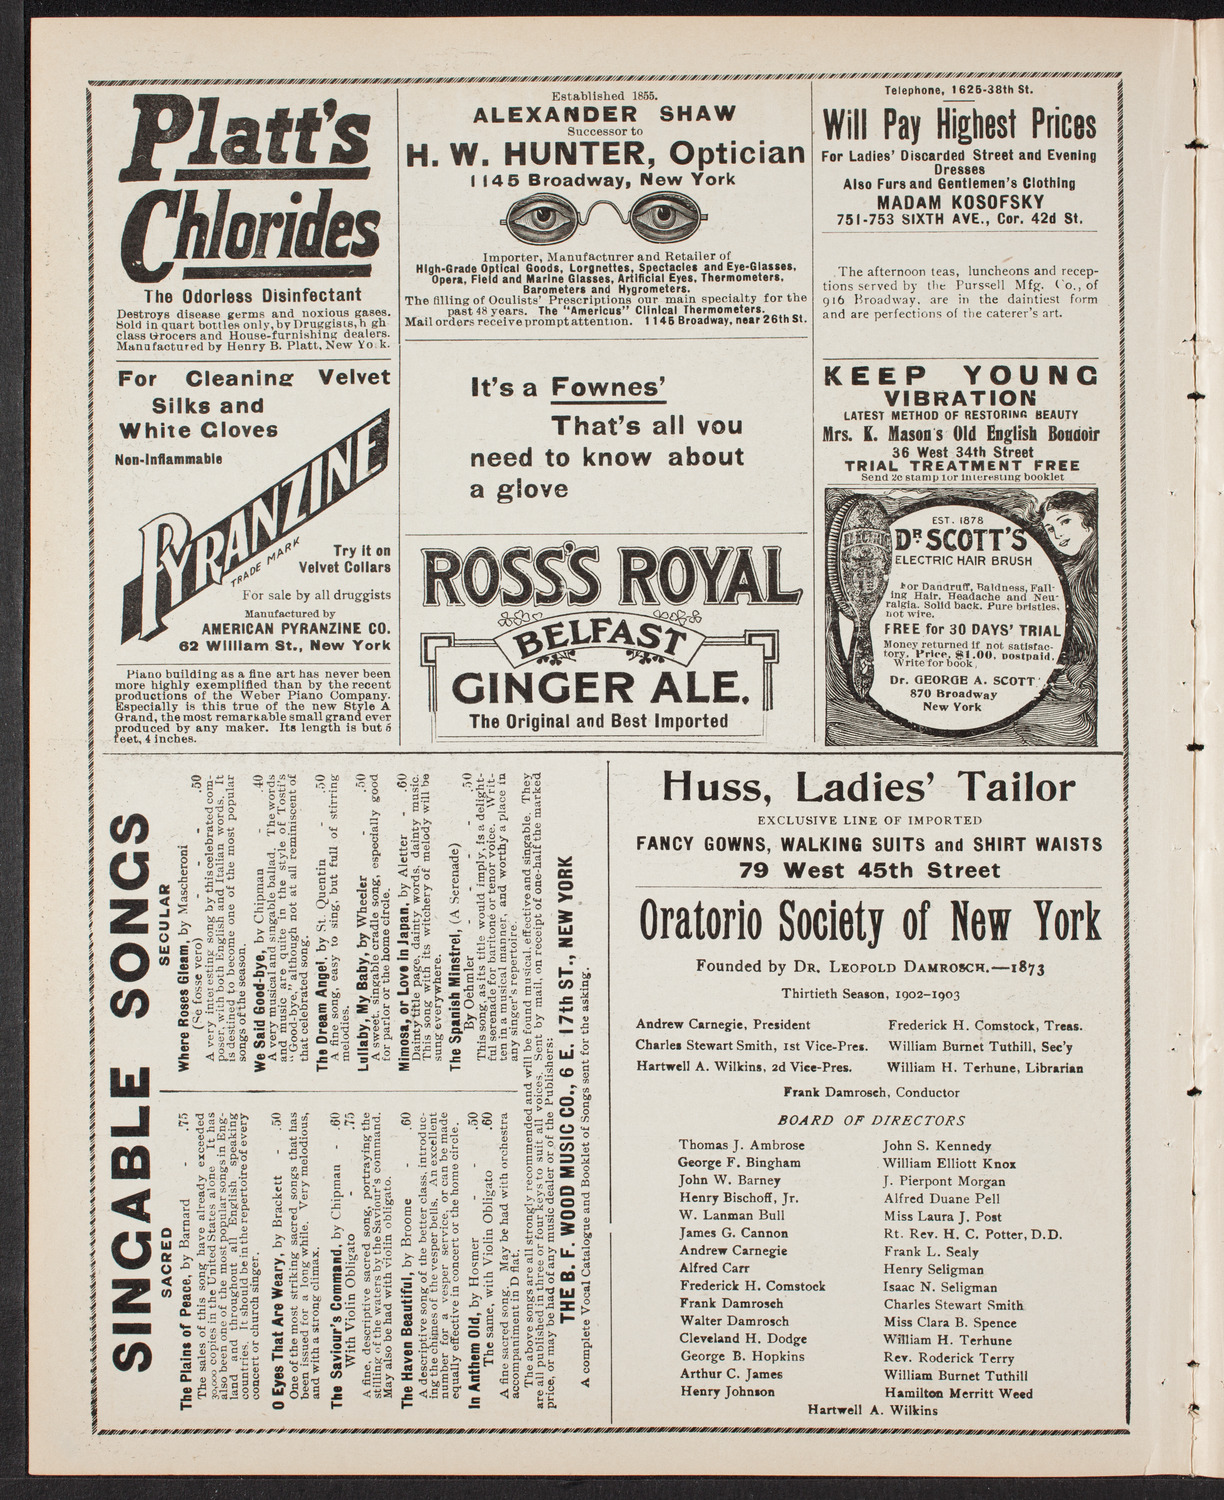 Platt's
Chlorides
The Odorless Disinfectant
Destroys disease germs and noxious gases.
Sold in quart bottles only, by Druggists, h gh
class Grocers and House-furnishing dealers.
Manufactured by Henry B. Platt, New Yo k.
For Cleaning Velvet
Silks and
White Gloves
Non-Inflammable
PYRANZINE
TRADE MARK
Try it on
Velvet Collars
For sale by all druggists
Manufactured by
AMERICAN PYRANZINE CO.
62 William St., New York
Piano building as a fine art has never been
more highly exemplified than by the recent
productions of the Weber Piano Company.
Especially is this true of the new Style A
Grand, the most remarkable small grand ever
produced by any maker. Its length is but 5
feet, 4 inches.
Established 1855.
ALEXANDER SHAW
Successor to
H. W. HUNTER, Optician
1145 Broadway, New York
Importer, Manufacturer and Retailer of
High-Grade Optical Goods, Lorgnettes, Spectacles and Eye-Glasses,
Opera, Field and Marine Glasses, Artificial Eyes, Thermometers,
Barometers and Hygrometers.
The filling of Oculists' Prescriptions our main specialty for the
past 48 years. The "Americus" Clinical Thermometers.
Mail orders receive prompt attention. 1145 Broadway, near 26th St.
It's a Fownes'
That's all you
need to know about
a glove
ROSS'S ROYAL
BELFAST
GINGER ALE.
The Original and Best Imported
Telephone, 1626-38th St.
Will Pay Highest Prices
For Ladies' Discarded Street and Evening
Dresses
Also Furs and Gentlemen's Clothing
MADAM KOSOFSKY
751-753 SIXTH AVE., Cor. 42d St.
The afternoon teas, luncheons and recep-
tions served by the Purssell Mfg. Co., of
916 Broadway, are in the daintiest form
and are perfections of the caterer's art.
KEEP YOUNG
VIBRATION
LATEST METHOD OF RESTORING BEAUTY
Mrs. K. Mason's Old English Boudoir
36 West 34th Street
TRIAL TREATMENT FREE
Send 2c stamp for interesting booklet
ELECTRIC
EST. 1878
DR. SCOTT'S
ELECTRIC HAIR BRUSH
For Dandruff, Baldness, Fall-
ing Hair, Headache and Neu-
ralgia. Solid back. Pure bristles,
not wire.
FREE for 30 DAYS' TRIAL
Money returned if not satisfac-
tory. Price, $1.00, postpaid.
Write for book.
Dr. GEORGE A. SCOTT
870 Broadway
New York
SINGABLE SONGS
SACRED
The Plains of Peace, by Barnard - .75
The sales of this song have already exceeded
30,000 copies in the United States alone. It has
also been one of the most popular songs in Eng-
land and throughout all English speaking
countries. It should be in the repertoire of every
concert or church singer.
O Eyes That Are Weary, by Brackett - .50
One of the most striking sacred songs that has
been issued for a long while. Very melodious,
and with a strong climax.
The Saviour's Command, by Chipman - .60
With Violin Obligato - .75
A fine, descriptive sacred song, portraying the
stilling of the waters by the Saviour's command.
May also be had with violin obligato.
The Haven Beautiful, by Broome - .60
A descriptive song of the better class, introduc-
ing the chimes of the vesper bells. An excellent
number for a vesper service, or can be made
equally effective in concert or the home circle.
In Anthem Old, by Hosmer - .50
The same, with Violin Obligato .60
A fine sacred song. May be had with orchestra
accompaniment in D flat.
SECULAR
Where Roses Gleam, by Mascheroni
(Se fosse vero) - - - .50
A very interesting song by this celebrated com-
poser, with both English and Italian words. It
is destined to become one of the most popular
songs of the season.
We Said Good-bye, by Chipman - .40
A very musical and singable ballad. The words
and music are quite in the style of Tosti's
"Good-bye," although not at all reminiscent of
that celebrated song.
The Dream Angel, by St. Quentin - .50
A fine song, easy to sing, but full of stirring
melodies.
Lullaby, My Baby, by Wheeler - .50
A sweet, singable cradle song, especially good
for parlor or the home circle.
Mimosa, or Love in Japan, by Aletter - .60
Dainty title page, dainty words, dainty music.
This song with its witchery of melody will be
sung everywhere.
The Spanish Minstrel, (A Serenade)
By Oehmler - - - - .50
This song, as its title would imply, is a delight-
ful serenade for baritone or tenor voice. Writ-
ten in a musical manner, and worthy a place in
any singer's repertoire.
The above songs are all strongly recommended and will be found musical, effective and singable. They
are all published in three or four keys to suit all voices. Sent by mail, on receipt of one-half the marked
price, or may be had of any music dealer or of the Publishers:
THE B. F. WOOD MUSIC CO., 6 E. 17th ST., NEW YORK
A complete Vocal Catalogue and Booklet of Songs sent for the asking.
Huss, Ladies' Tailor
EXCLUSIVE LINE OF IMPORTED
FANCY GOWNS, WALKING SUITS and SHIRT WAISTS
79 West 45th Street
Oratorio Society of New York
Founded by DR. LEOPOLD DAMROSCH.—1873
Thirtieth Season, 1902-1903
Andrew Carnegie, President
Charles Stewart Smith, 1st Vice-Pres.
Hartwell A. Wilkins, 2d Vice-Pres.
Frederick H. Comstock, Treas.
William Burnet Tuthill, Sec'y
William H. Terhune, Librarian
Frank Damrosch, Conductor
BOARD OF DIRECTORS
Thomas J. Ambrose
George F. Bingham
John W. Barney
Henry Bischoff, Jr.
W. Lanman Bull
James G. Cannon
Andrew Carnegie
Alfred Carr
Frederick H. Comstock
Frank Damrosch
Walter Damrosch
Cleveland H. Dodge
George B. Hopkins
Arthur C. James
Henry Johnson
John S. Kennedy
William Elliott Knox
J. Pierpont Morgan
Alfred Duane Pell
Miss Laura J. Post
Rt. Rev. H. C. Potter, D.D.
Frank L. Sealy
Henry Seligman
Isaac N. Seligman
Charles Stewart Smith
Miss Clara B. Spence
William H. Terhune
Rev. Roderick Terry
William Burnet Tuthill
Hamilton Merritt Weed
Hartwell A. Wilkins